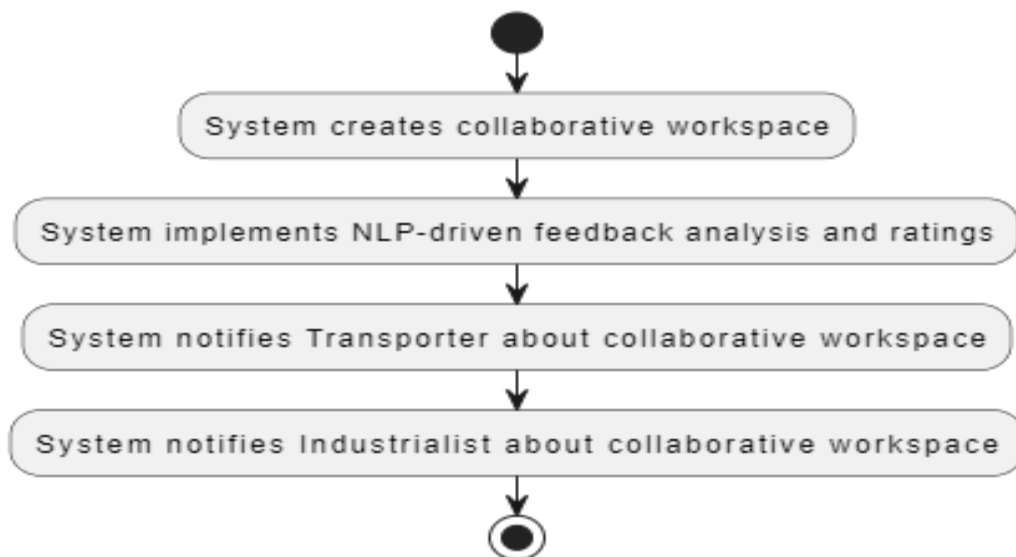 System creates collaborative workspace
System implements NLP-driven feedback analysis and ratings
System notifies Transporter about collaborative workspace
System notifies Industrialist about collaborative workspace